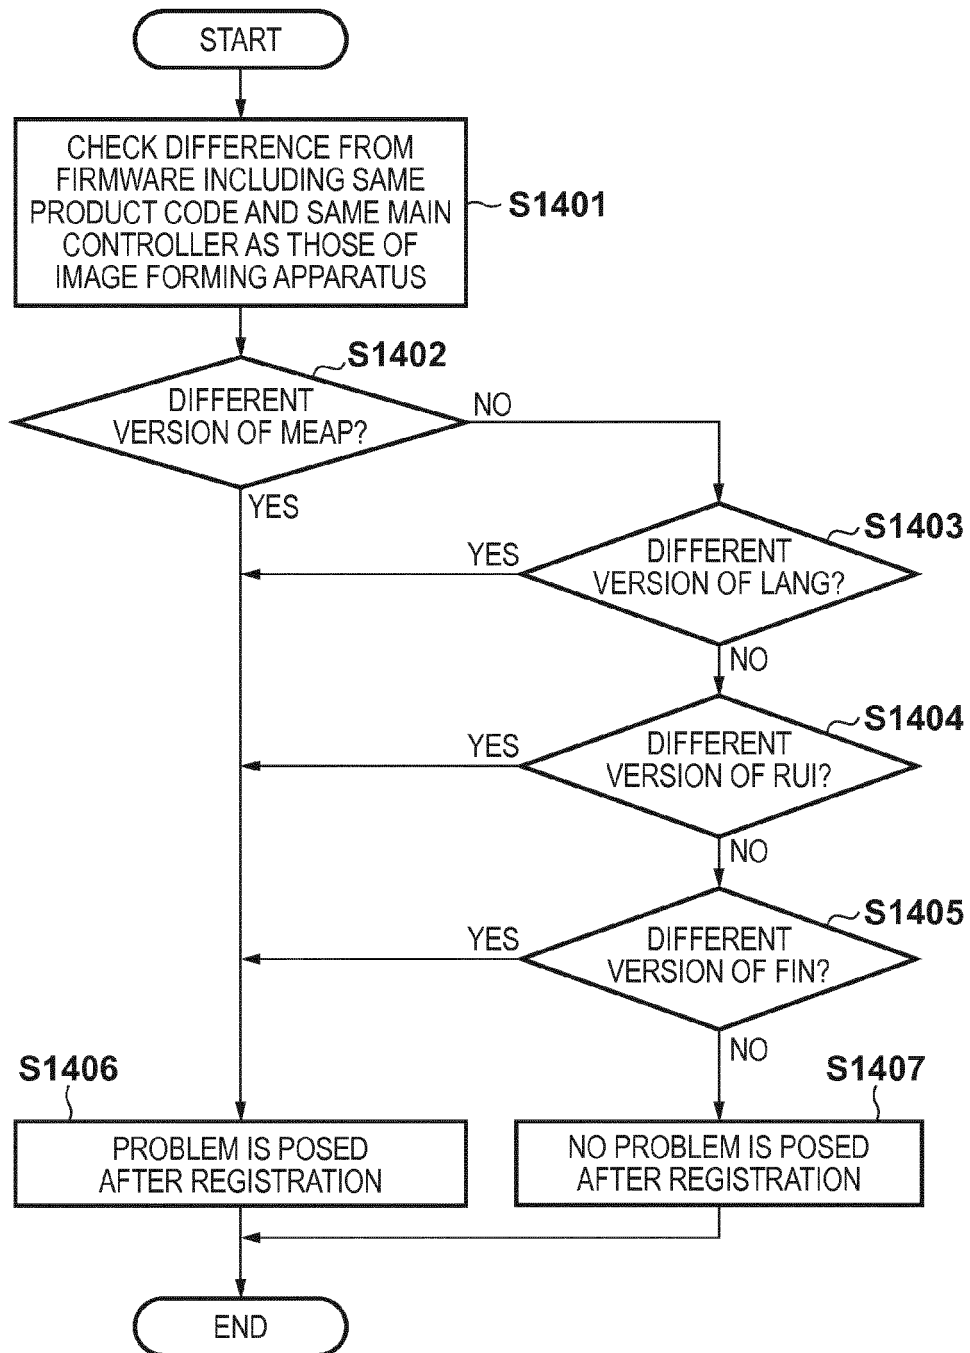 START
CHECK DIFFERENCE FROM
FIRMWARE INCLUDING SAME
PRODUCT CODE AND SAME MAIN
CONTROLLER AS THOSE OF
IMAGE FORMING APPARATUS
S1401
S1402
DIFFERENT
VERSION OF MEAP?
NO
YES
S1403
DIFFERENT
VERSION OF LANG?
YES
NO
S1404
DIFFERENT
VERSION OF RUI?
YES
NO
S1405
DIFFERENT
VERSION OF FIN?
YES
NO
S1406
PROBLEM IS POSED
AFTER REGISTRATION
S1407
NO PROBLEM IS POSED
AFTER REGISTRATION
END